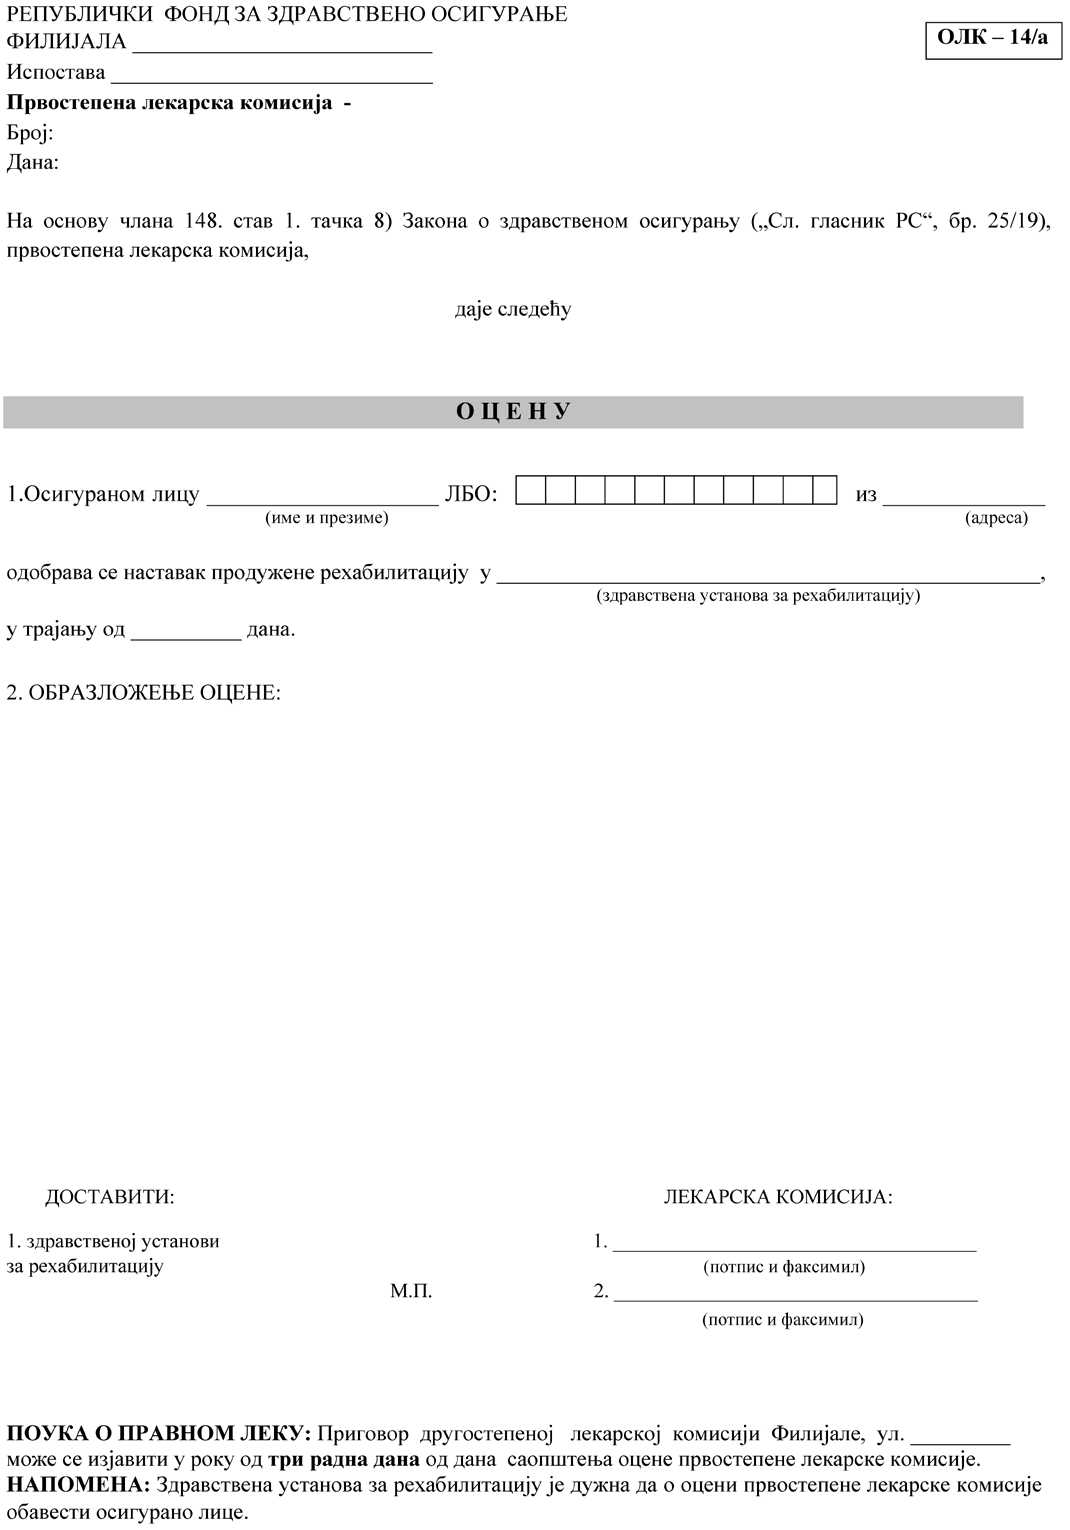 РЕПУБЛИЧКИ ФОНД ЗА ЗДРАВСТВЕНО ОСИГУРАЊЕ
ФИЛИЈАЛА ___________________________
ОЛК – 14/а
Испостава _____________________________
Првостепена лекарска комисија -
Број:
Дана:
На основу члана 148. став 1. тачка 8) Закона о здравственом осигурању („Сл. гласник РС“, бр. 25/19),
првостепена лекарска комисија,
даје следећу
О Ц Е Н У
1.Осигураном лицу _____________________ ЛБО: из _______________
(име и презиме) (адреса)
одобрава се наставак продужене рехабилитацију у _________________________________________________,
(здравствена установа за рехабилитацију)
у трајању од __________ дана.
2. ОБРАЗЛОЖЕЊЕ ОЦЕНЕ:
ДОСТАВИТИ: ЛЕКАРСКА КОМИСИЈА:
1. здравственој установи 1. ___________________________________
за рехабилитацију (потпис и факсимил)
М.П. 2. ___________________________________
(потпис и факсимил)
ПОУКА О ПРАВНОМ ЛЕКУ: Приговор другостепеној лекарској комисији Филијале, ул. _________
може се изјавити у року од три радна дана од дана саопштења оцене првостепене лекарске комисије.
НАПОМЕНА: Здравствена установа за рехабилитацију је дужна да о оцени првостепене лекарске комисије
обавести осигурано лице.